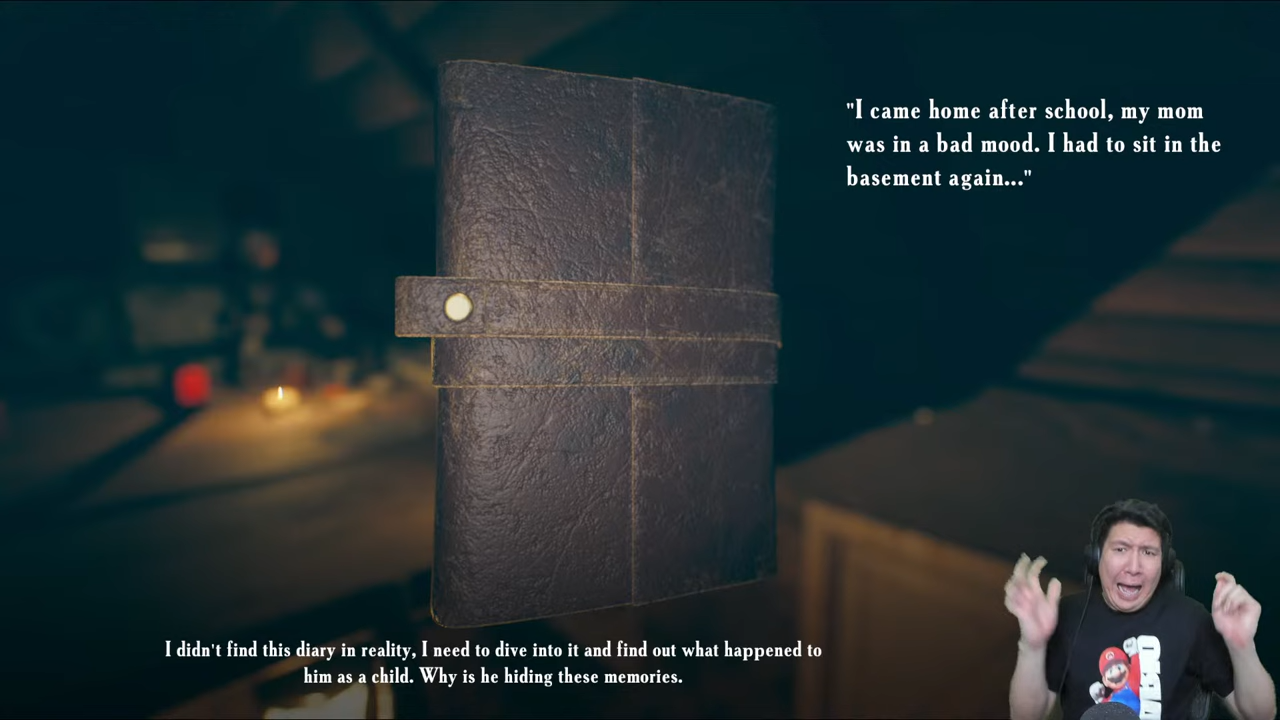 "I came home after school, my mom
was in a bad mood. I had to sit in the
basement again..."
I didn't find this diary in reality, I need to dive into it and find out what happened to
him as a child. Why is he hiding these memories.